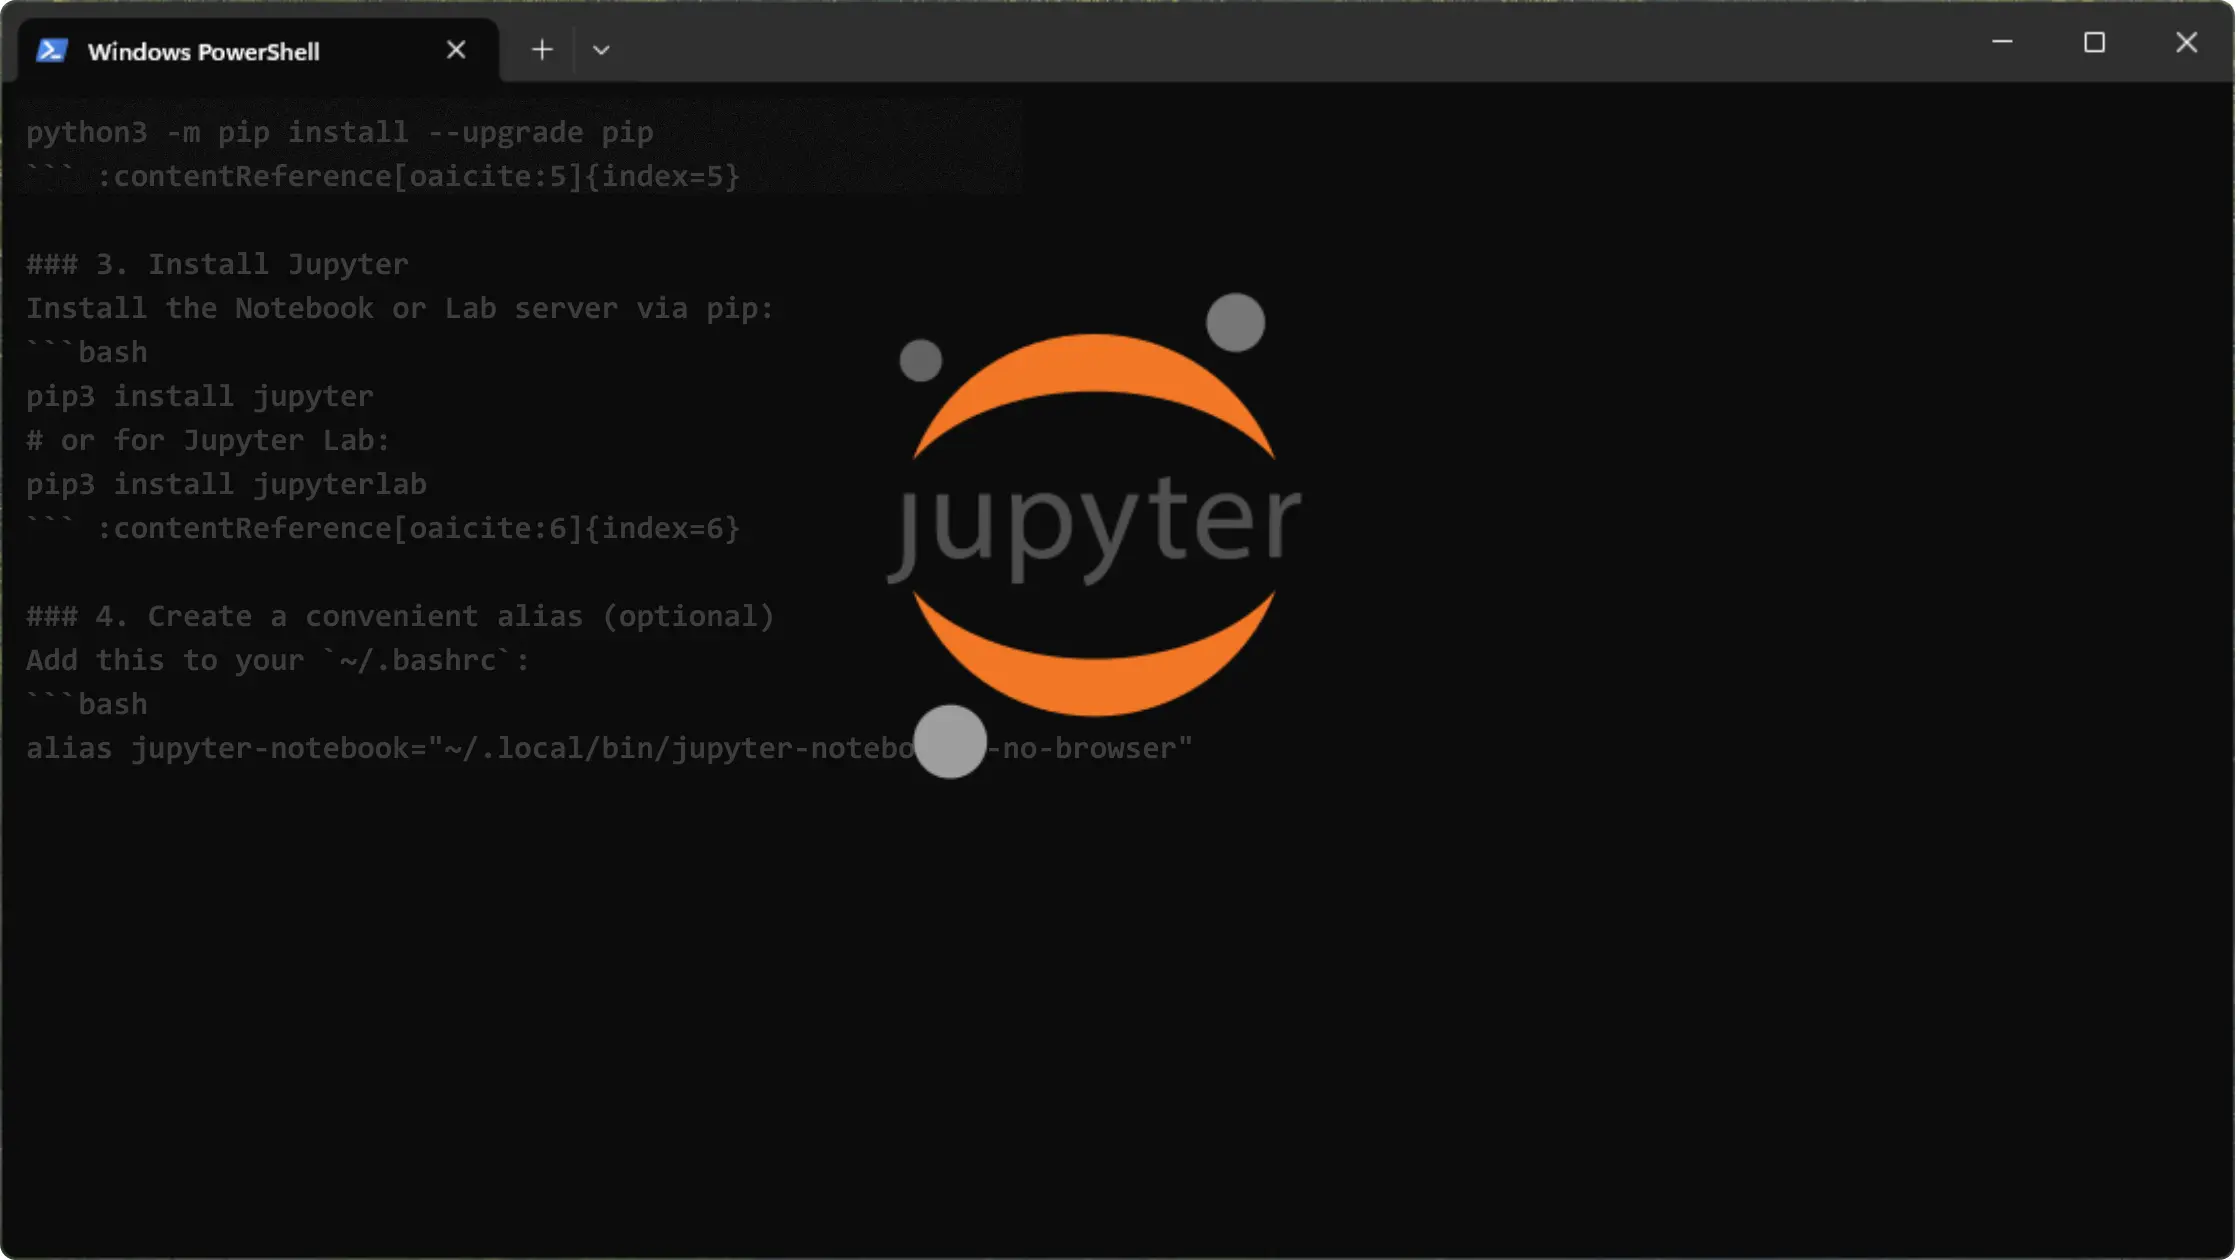 Windows PowerShell
python3 -m pip install --upgrade pip
``` :contentReference[oaicite:5]{index=5}
### 3. Install Jupyter
Install the Notebook or Lab server via pip:
```bash
pip3 install jupyter
# or for Jupyter Lab:
pip3 install jupyterlab
``` :contentReference[oaicite:6]{index=6}
jupyter
### 4. Create a convenient alias (optional)
Add this to your `~/.bashrc`:
```bash
alias jupyter-notebook="~/.local/bin/jupyter-notebo -no-browser"